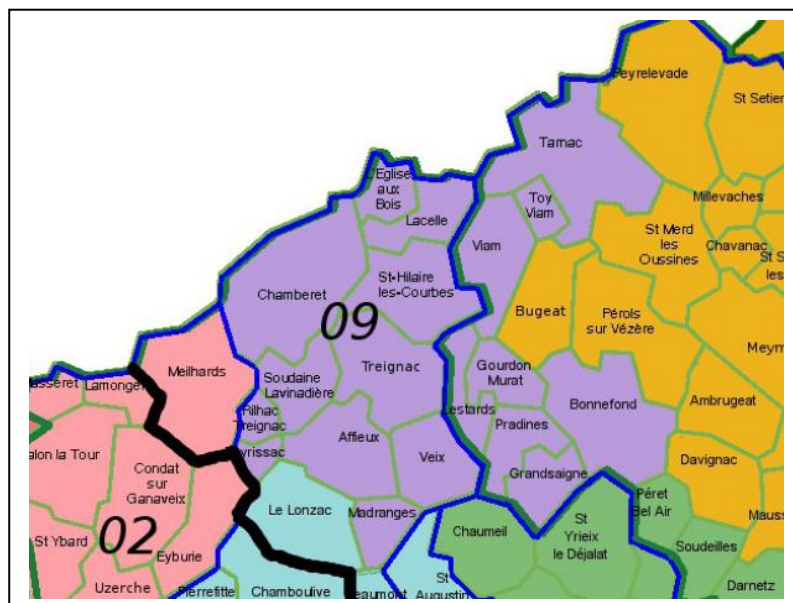 Peyrelevade
St Setier
Tarnac
L'Eglise
aux
Bois
Toy
Viam
Millevaches
Lacelle
St Merd
les
Oussines
Chavanac
Viam
St-Hilaire
les-Courbes
Chamberet
09
Bugeat
Pérols
sur Vézère
Meym
Meilhards
Treignac
Gourdon
Murat
Soudaine
Lavinadière
Lamonger
Bonnefond
Ambrugeat
Rilhac
Treignac
Lestards
Pradines
Affieux
Veix
alon la Tour
Condat
sur
Ganaveix
Grandsaigne
Davignac
Le Lonzac
Madranges
Péret
Bel Air
Mauss
02
St Ybard
Eyburie
Chaumeil
St
Yrieix
le Déjalat
Soudeilles
Uzerche
Pierrefitte
Chamboulive
St
Augustin
Darnetz